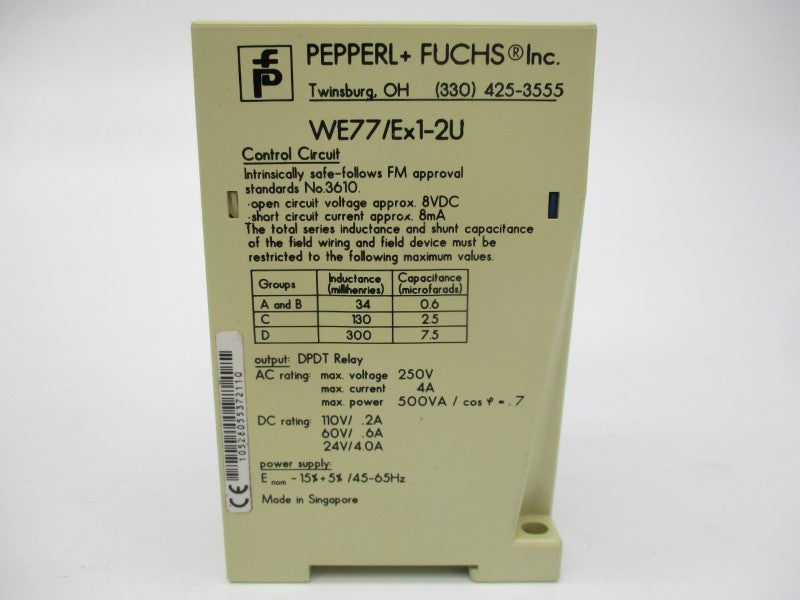 fP
PEPPERL+ FUCHS® Inc.
Twinsburg, OH (330) 425-3555
WE77/Ex1-2U
Control Circuit
Intrinsically safe-follows FM approval
standards No.3610.
·open circuit voltage approx. 8VDC
·short circuit current approx. 8mA
The total series inductance and shunt capacitance
of the field wiring and field device must be
restricted to the following maximum values.
Groups Inductance (millihenries) Capacitance (microfarads)
A and B 34 0.6
C 130 2.5
D 300 7.5
output: DPDT Relay
AC rating: max. voltage 250V
max. current 4A
max. power 500VA / cos φ = .7
DC rating: 110V/ .2A
60V/ .6A
24V/4.0A
power supply:
E nom -15%+5% /45-65Hz
Made in Singapore
CE 10528055372110